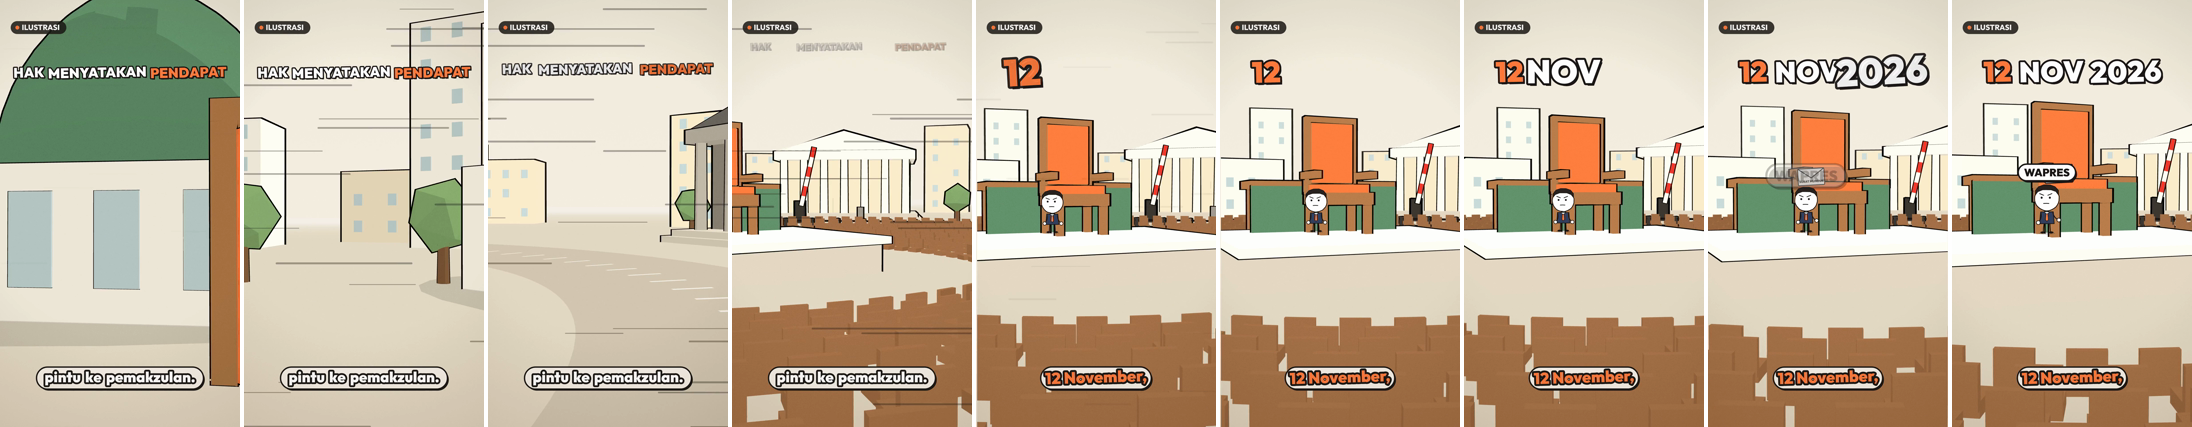 ILUSTRASI
HAK MENYATAKAN PENDAPAT
pintu ke pemakzulan.
ILUSTRASI
HAK MENYATAKAN PENDAPAT
pintu ke pemakzulan.
ILUSTRASI
HAK MENYATAKAN PENDAPAT
pintu ke pemakzulan.
ILUSTRASI
HAK MENYATAKAN PENDAPAT
pintu ke pemakzulan.
ILUSTRASI
12
12 November,
ILUSTRASI
12
12 November,
ILUSTRASI
12 NOV
12 November,
ILUSTRASI
12 NOV 2026
WAPRES
12 November,
ILUSTRASI
12 NOV 2026
WAPRES
12 November,